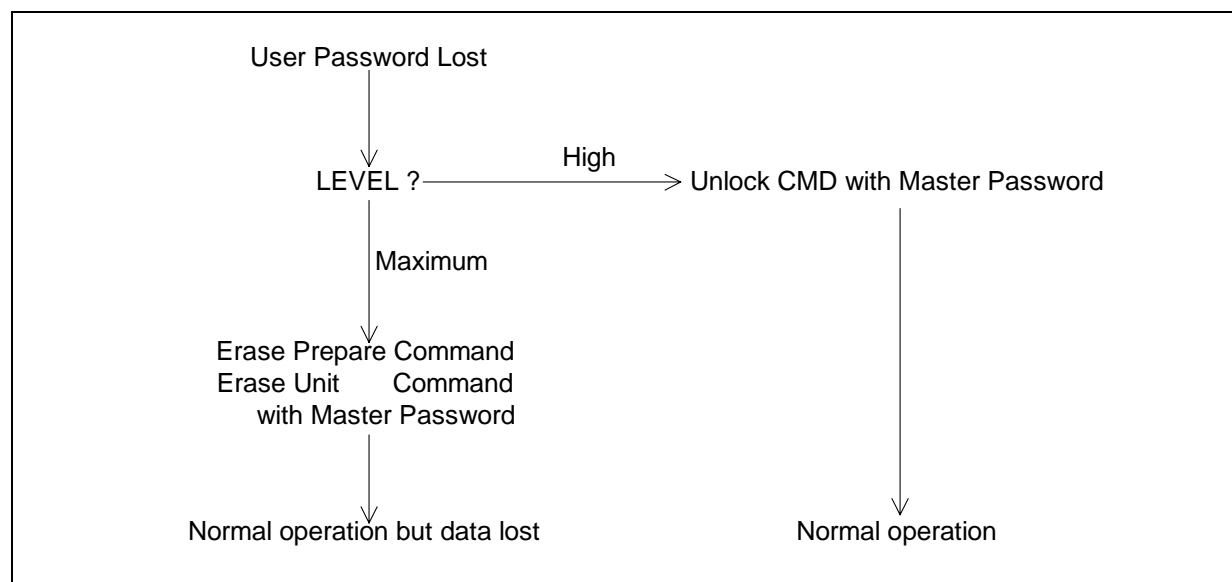 User Password Lost
High
LEVEL ?
Unlock CMD with Master Password
Maximum
Erase Prepare Command
Erase Unit Command
with Master Password
Normal operation but data lost
Normal operation